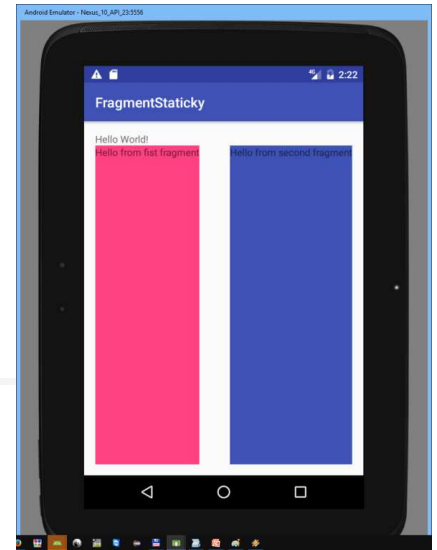 Android Emulator - Nexus_10_API_23:5556
2:22
FragmentStaticky
Hello World!
Hello from fist fragment
Hello from second fragment